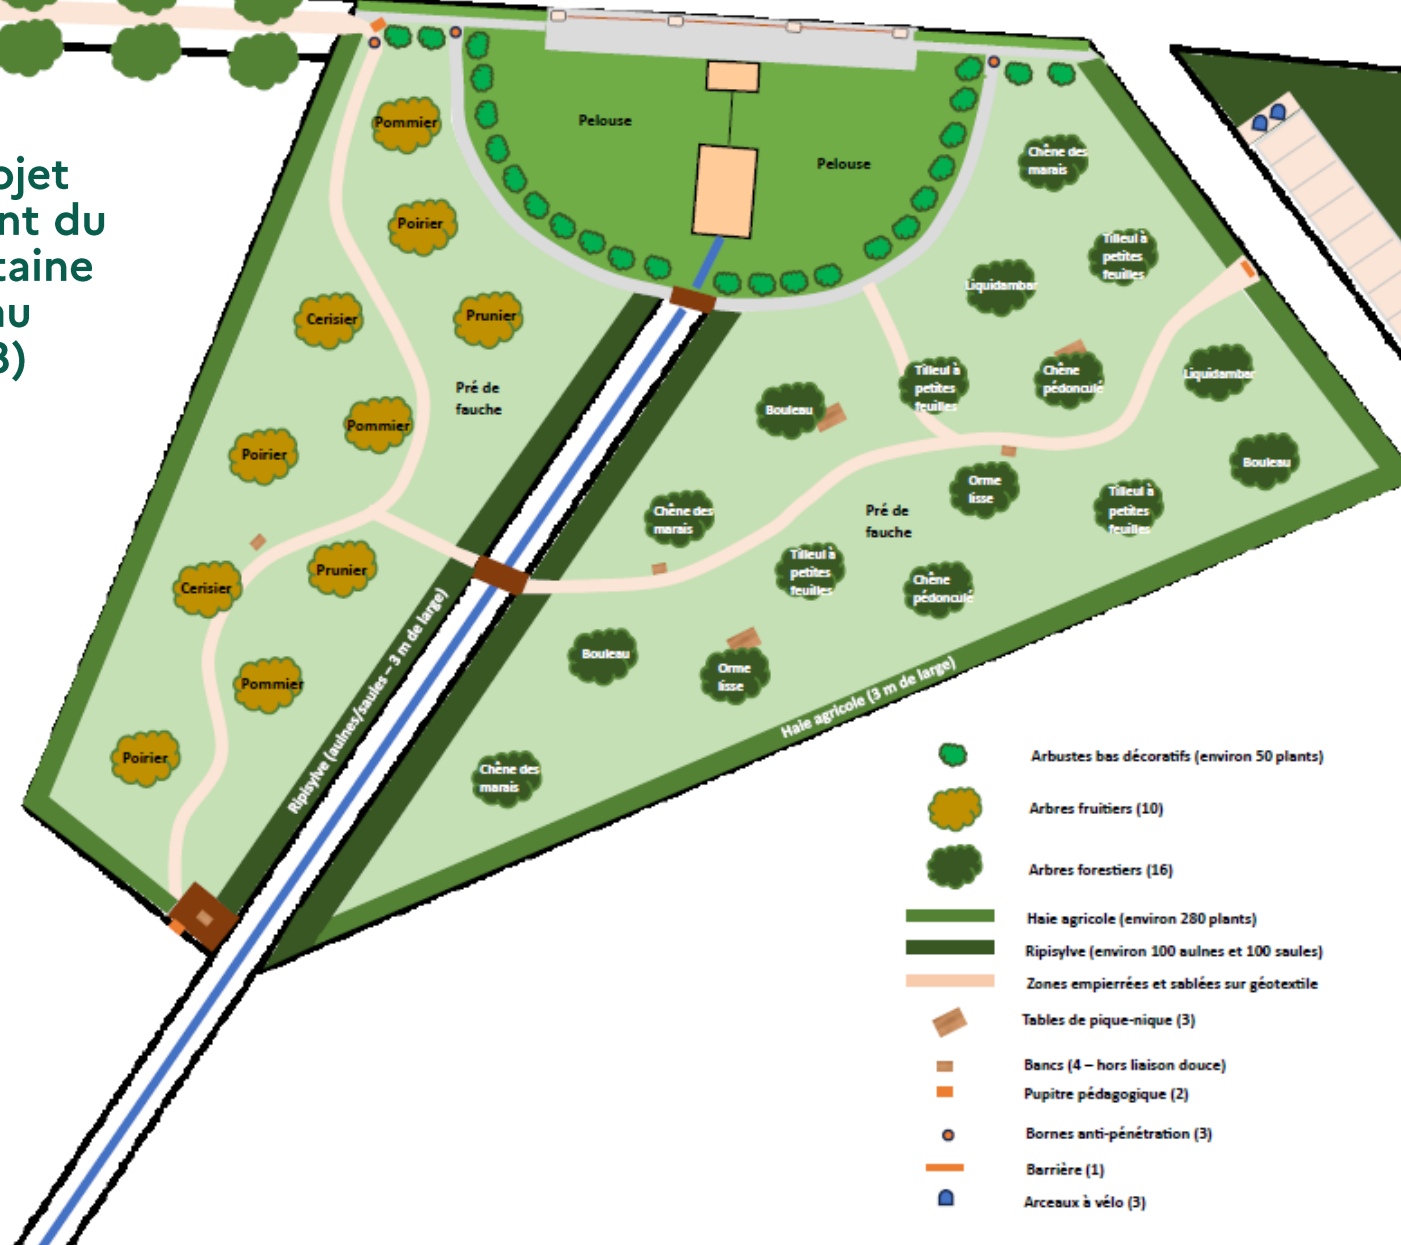 ojet
nt du
taine
au
3)
Pommier
Poirier
Cerisier
Prunier
Pommier
Poirier
Pré de
fauche
Cerisier
Prunier
Pommier
Poirier
Ripisylve (aulnes/saules – 3 m de large)
Pelouse
Pelouse
Chêne des
marais
Tilleul à
petites
feuilles
Liquidambar
Tilleul à
petites
feuilles
Chêne
pédonculé
Liquidambar
Bouleau
Bouleau
Orme
lisse
Tilleul à
petites
feuilles
Chêne des
marais
Pré de
fauche
Tilleul à
petites
feuilles
Chêne
pédonculé
Bouleau
Orme
lisse
Chêne des
marais
Haie agricole (3 m de large)
Arbustes bas décoratifs (environ 50 plants)
Arbres fruitiers (10)
Arbres forestiers (16)
Haie agricole (environ 280 plants)
Ripisylve (environ 100 aulnes et 100 saules)
Zones empierrées et sablées sur géotextile
Tables de pique-nique (3)
Bancs (4 – hors liaison douce)
Pupitre pédagogique (2)
Bornes anti-pénétration (3)
Barrière (1)
Arceaux à vélo (3)